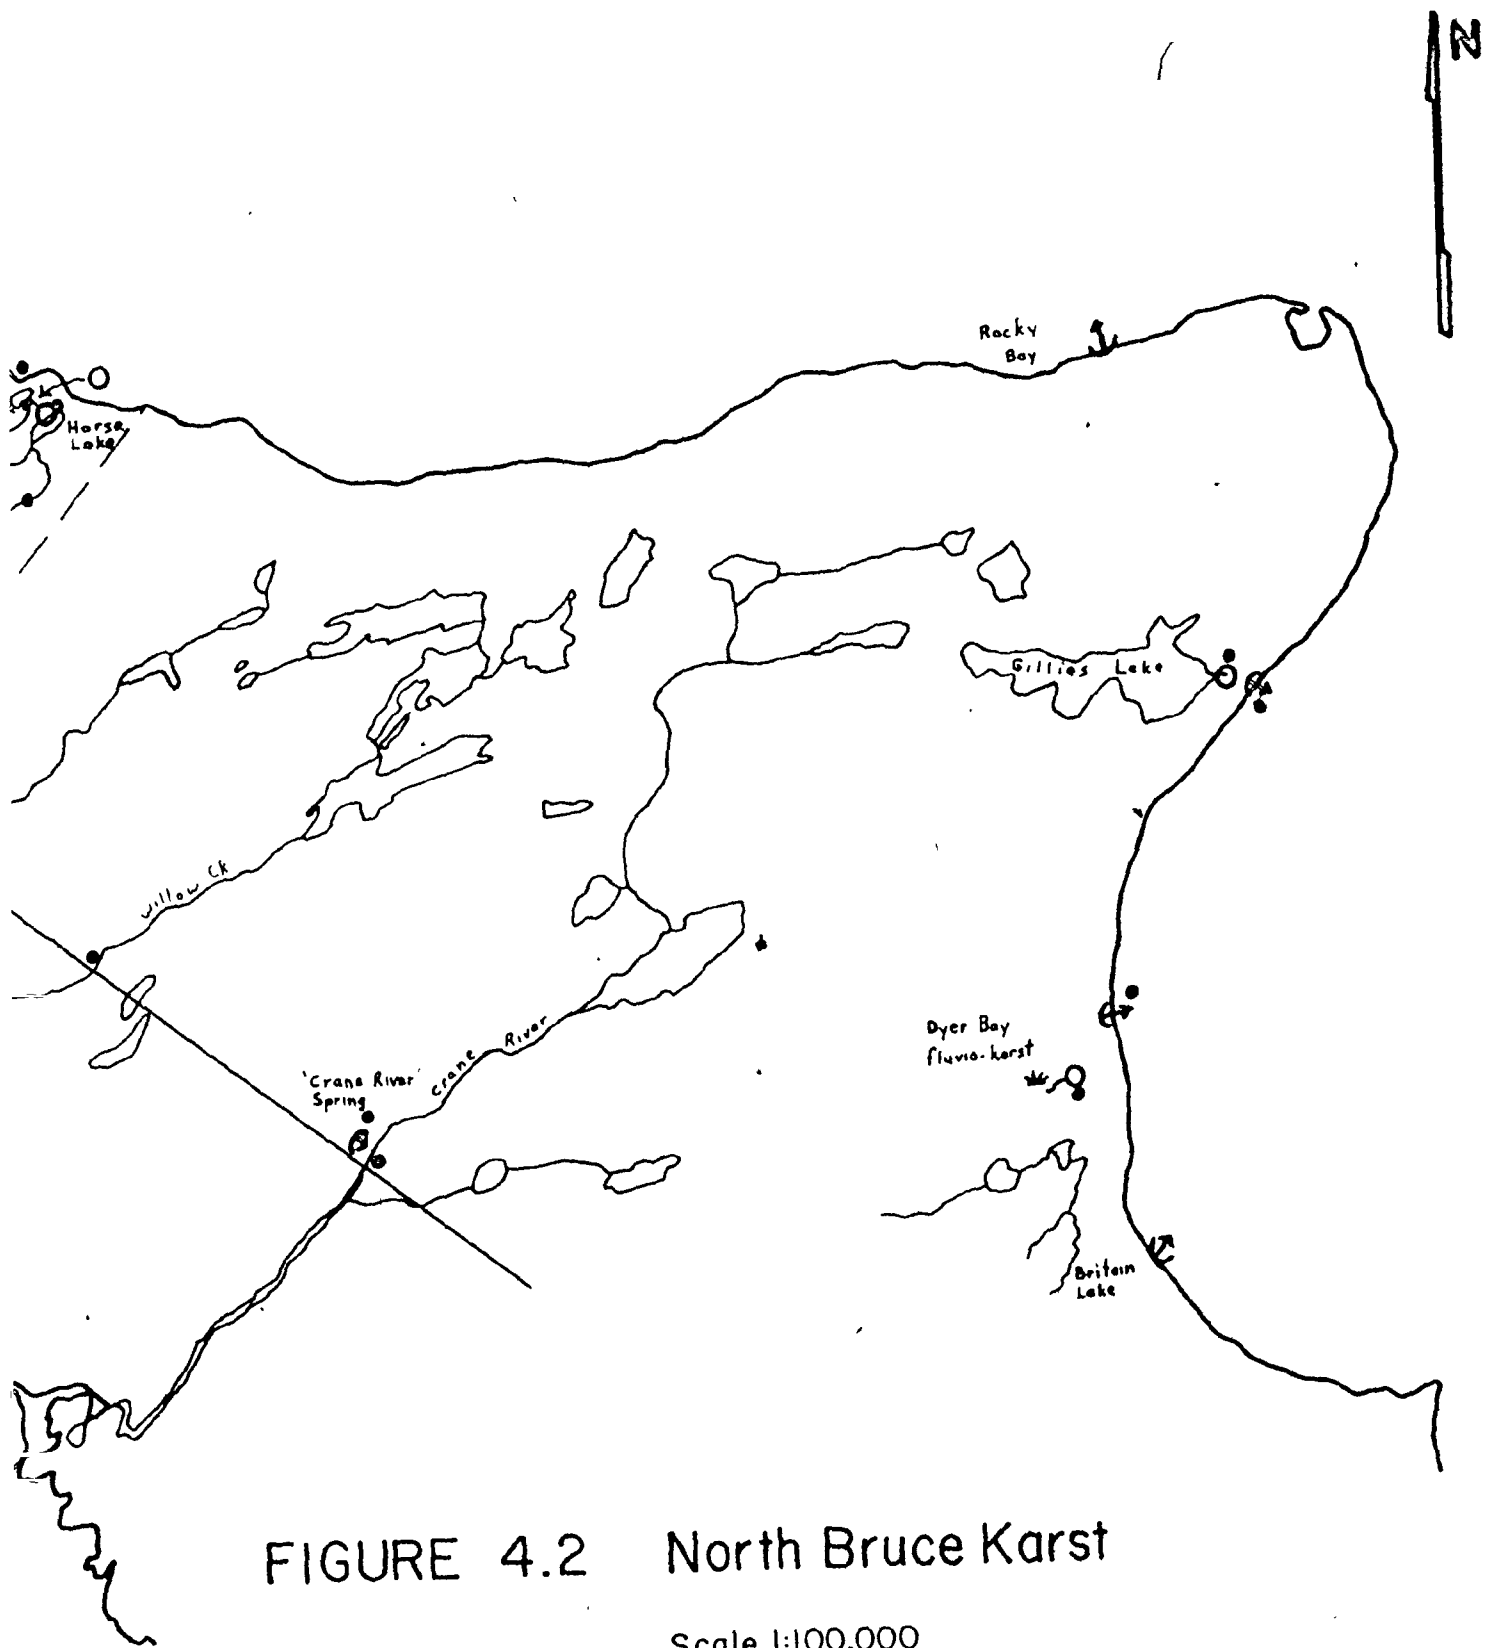 N
Rocky
Bay
Horse
Lake
Gillies Lake
Willow Ck
Dyer Bay
fluvio-karst
'Crane River'
Spring
Crane River
Britain
Lake
FIGURE 4.2 North Bruce Karst
Scale 1:100,000